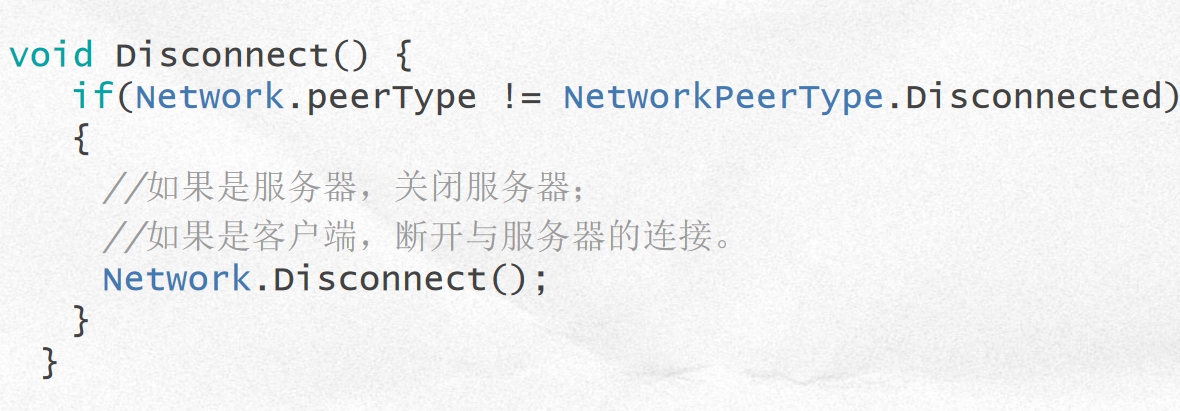 void Disconnect() {
if(Network.peerType != NetworkPeerType.Disconnected)
{
//如果是服务器，关闭服务器；
//如果是客户端，断开与服务器的连接。
Network.Disconnect();
}
}